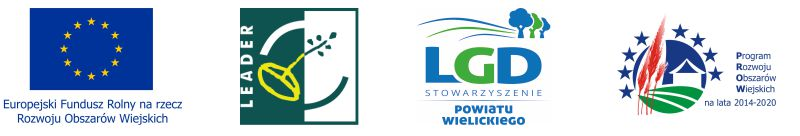 Europejski Fundusz Rolny na rzecz
Rozwoju Obszarów Wiejskich
LEADER
LGD
STOWARZYSZENIE
POWIATU
WIELICKIEGO
Program
Rozwoju
Obszarów
Wiejskich
na lata 2014-2020